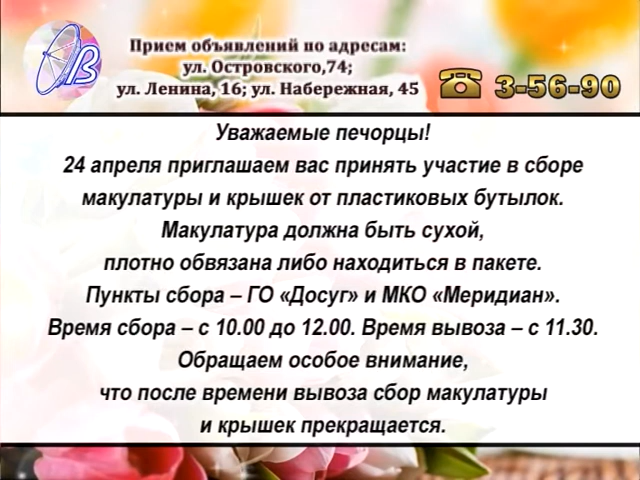 В
Прием объявлений по адресам:
ул. Островского,74;
ул. Ленина, 16; ул. Набережная, 45
☎ 3-56-90
Уважаемые печорцы!
24 апреля приглашаем вас принять участие в сборе
макулатуры и крышек от пластиковых бутылок.
Макулатура должна быть сухой,
плотно обвязана либо находиться в пакете.
Пункты сбора – ГО «Досуг» и МКО «Меридиан».
Время сбора – с 10.00 до 12.00. Время вывоза – с 11.30.
Обращаем особое внимание,
что после времени вывоза сбор макулатуры
и крышек прекращается.